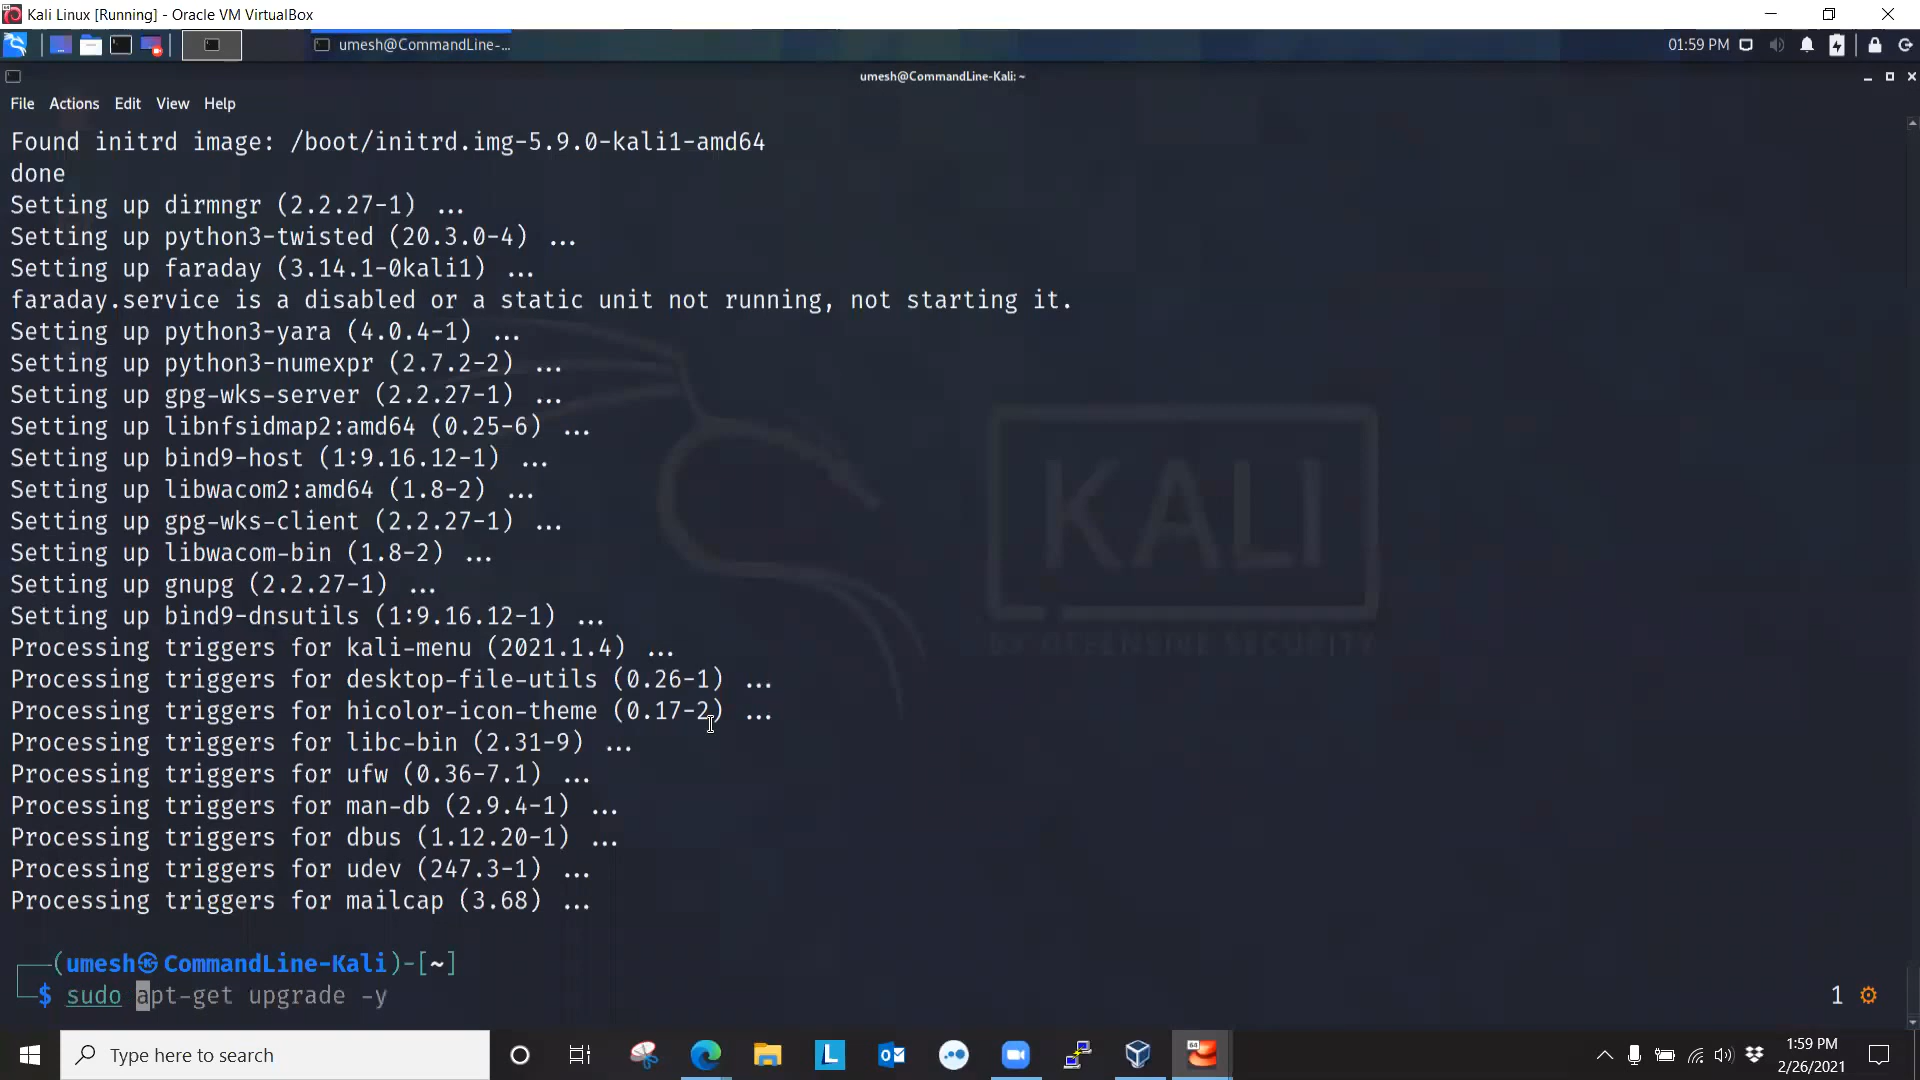 Kali Linux [Running] - Oracle VM VirtualBox
umesh@CommandLine-...
01:59 PM
umesh@CommandLine-Kali: ~
File Actions Edit View Help
Found initrd image: /boot/initrd.img-5.9.0-kali1-amd64
done
Setting up dirmngr (2.2.27-1) ...
Setting up python3-twisted (20.3.0-4) ...
Setting up faraday (3.14.1-0kali1) ...
faraday.service is a disabled or a static unit not running, not starting it.
Setting up python3-yara (4.0.4-1) ...
Setting up python3-numexpr (2.7.2-2) ...
Setting up gpg-wks-server (2.2.27-1) ...
Setting up libnfsidmap2:amd64 (0.25-6) ...
Setting up bind9-host (1:9.16.12-1) ...
Setting up libwacom2:amd64 (1.8-2) ...
Setting up gpg-wks-client (2.2.27-1) ...
Setting up libwacom-bin (1.8-2) ...
Setting up gnupg (2.2.27-1) ...
Setting up bind9-dnsutils (1:9.16.12-1) ...
Processing triggers for kali-menu (2021.1.4) ...
Processing triggers for desktop-file-utils (0.26-1) ...
Processing triggers for hicolor-icon-theme (0.17-2) ...
Processing triggers for libc-bin (2.31-9) ...
Processing triggers for ufw (0.36-7.1) ...
Processing triggers for man-db (2.9.4-1) ...
Processing triggers for dbus (1.12.20-1) ...
Processing triggers for udev (247.3-1) ...
Processing triggers for mailcap (3.68) ...
KALI
BY OFFENSIVE SECURITY
(umesh㉿CommandLine-Kali)-[~]
$ sudo apt-get upgrade -y
1
Type here to search
L
64
1:59 PM
2/26/2021